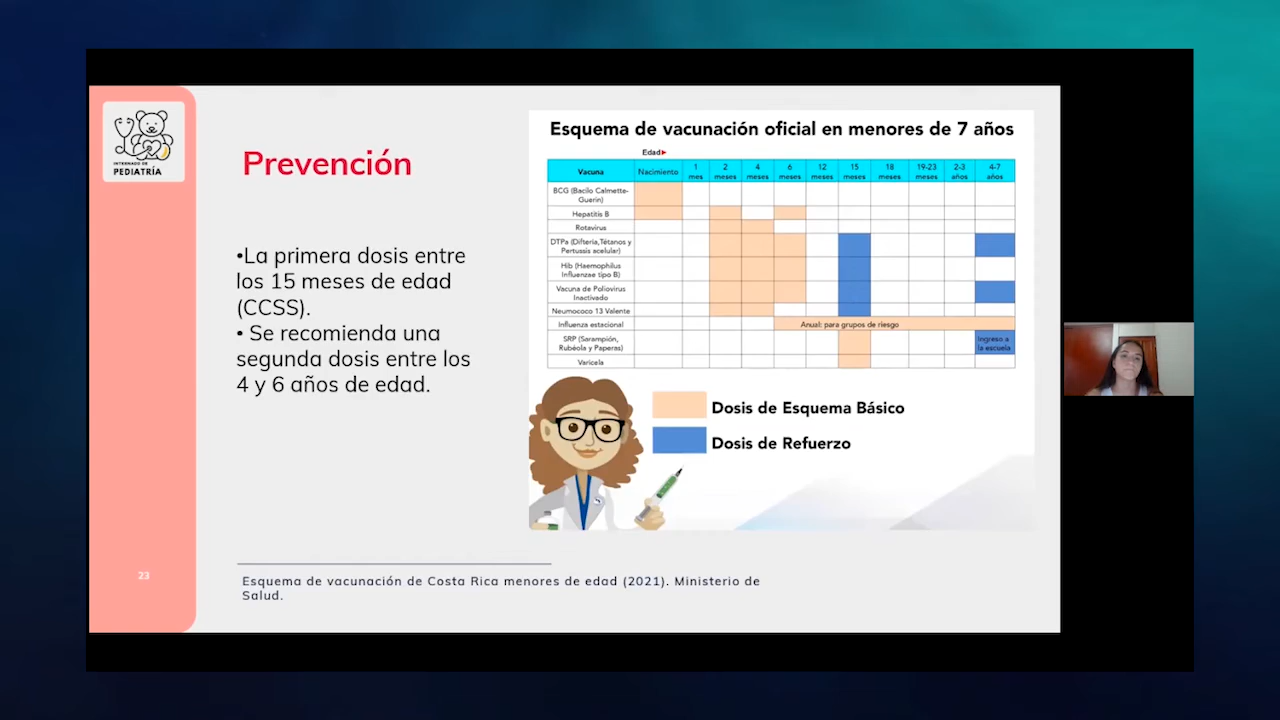 INTERNADO DE
PEDIATRÍA
Prevención
•La primera dosis entre
los 15 meses de edad
(CCSS).
• Se recomienda una
segunda dosis entre los
4 y 6 años de edad.
Esquema de vacunación oficial en menores de 7 años
Edad
Vacuna Nacimiento 1 mes 2 meses 4 meses 6 meses 12 meses 15 meses 18 meses 19-23 meses 2-3 años 4-7 años
BCG (Bacilo Calmette-
Guerin)
Hepatitis B
Rotavirus
DTPa (Difteria,Tétanos y
Pertussis acelular)
Hib (Haemophilus
Influenzae tipo B)
Vacuna de Poliovirus
Inactivado
Neumococo 13 Valente
Influenza estacional Anual: para grupos de riesgo
SRP (Sarampión,
Rubéola y Paperas)
Ingreso a
la escuela
Varicela
Dosis de Esquema Básico
Dosis de Refuerzo
23
Esquema de vacunación de Costa Rica menores de edad (2021). Ministerio de
Salud.